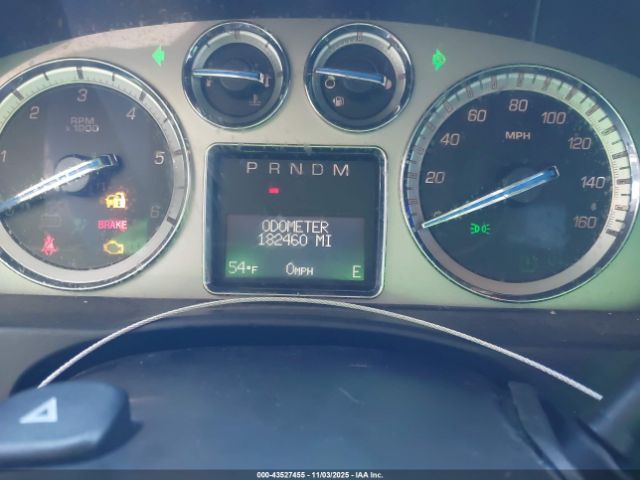 P R N D M
ODOMETER
182460 MI
54°F 0MPH E
1 2 3 4 5 6
RPM
x 1000
BRAKE
20 40 60 80 100 120 140 160
MPH
000-43527455 - 11/03/2025 - IAA Inc.